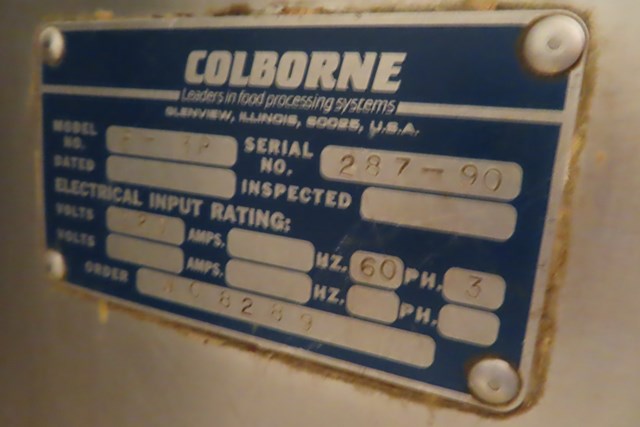 COLBORNE
Leaders in food processing systems
GLENVIEW, ILLINOIS, 60025, U.S.A.
MODEL NO. SERIAL NO. 287-90
DATED INSPECTED
ELECTRICAL INPUT RATING:
VOLTS AMPS. HZ. 60 PH. 3
VOLTS AMPS. HZ. PH.
ORDER